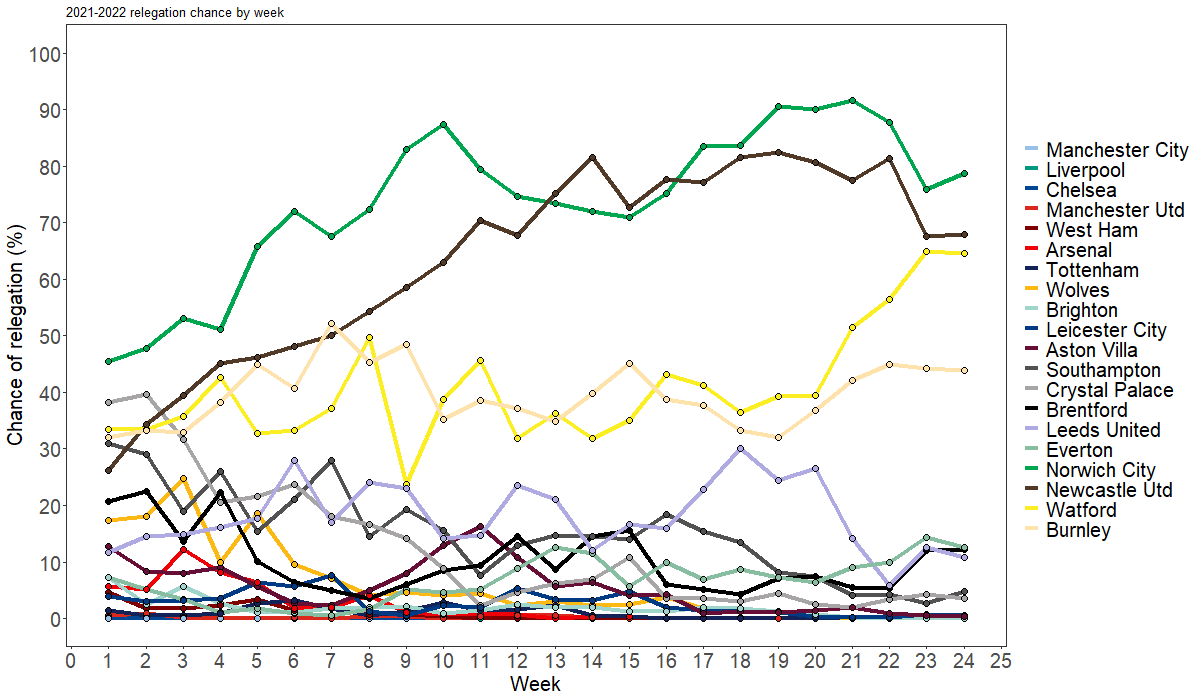 2021-2022 relegation chance by week
Chance of relegation (%)
100
90
80
70
60
50
40
30
20
10
0
0 1 2 3 4 5 6 7 8 9 10 11 12 13 14 15 16 17 18 19 20 21 22 23 24 25
Week
Manchester City
Liverpool
Chelsea
Manchester Utd
West Ham
Arsenal
Tottenham
Wolves
Brighton
Leicester City
Aston Villa
Southampton
Crystal Palace
Brentford
Leeds United
Everton
Norwich City
Newcastle Utd
Watford
Burnley